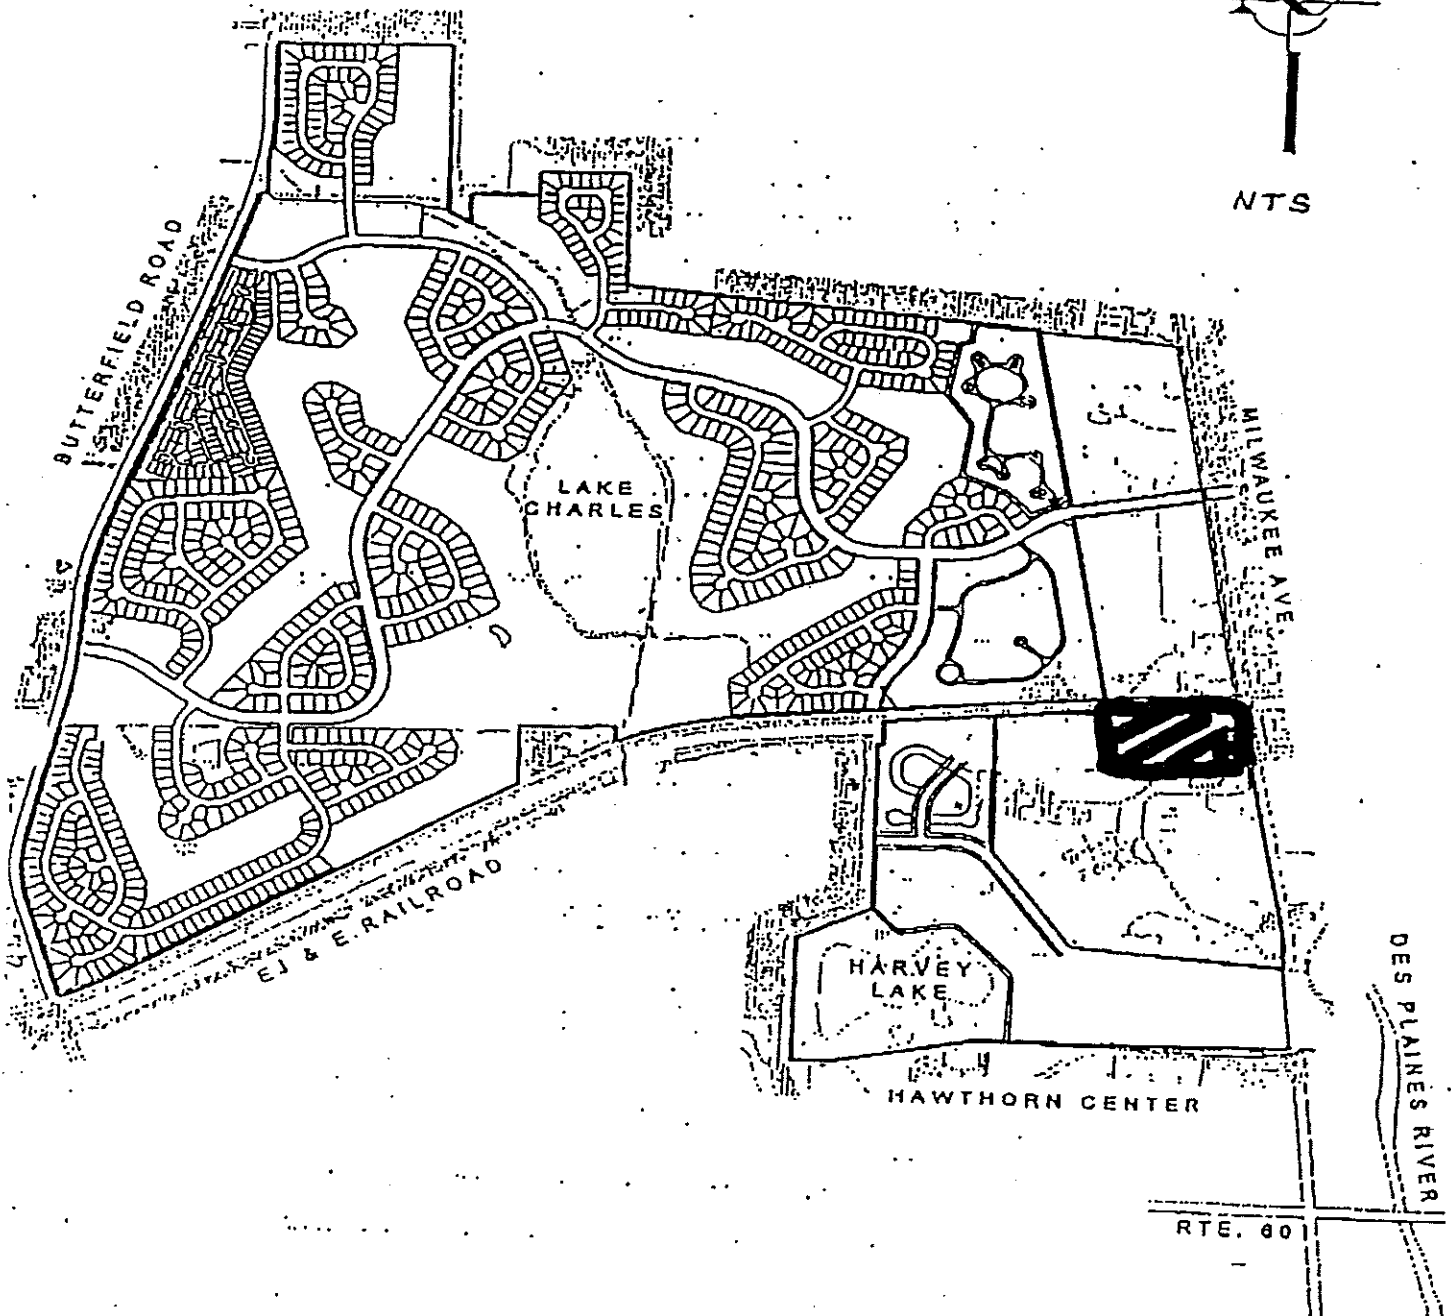 NTS
BUTTERFIELD ROAD
LAKE
CHARLES
MILWAUKEE AVE.
EJ & E. RAILROAD
HARVEY
LAKE
HAWTHORN CENTER
DES PLAINES RIVER
RTE. 60